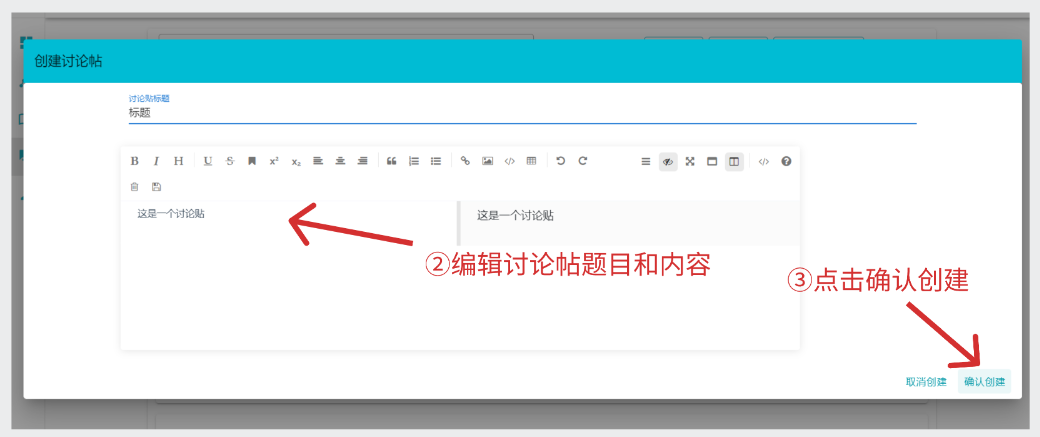 创建讨论帖
讨论贴标题
标题
B I H U S x² x₂
这是一个讨论贴
这是一个讨论贴
②编辑讨论帖题目和内容
③点击确认创建
取消创建 确认创建